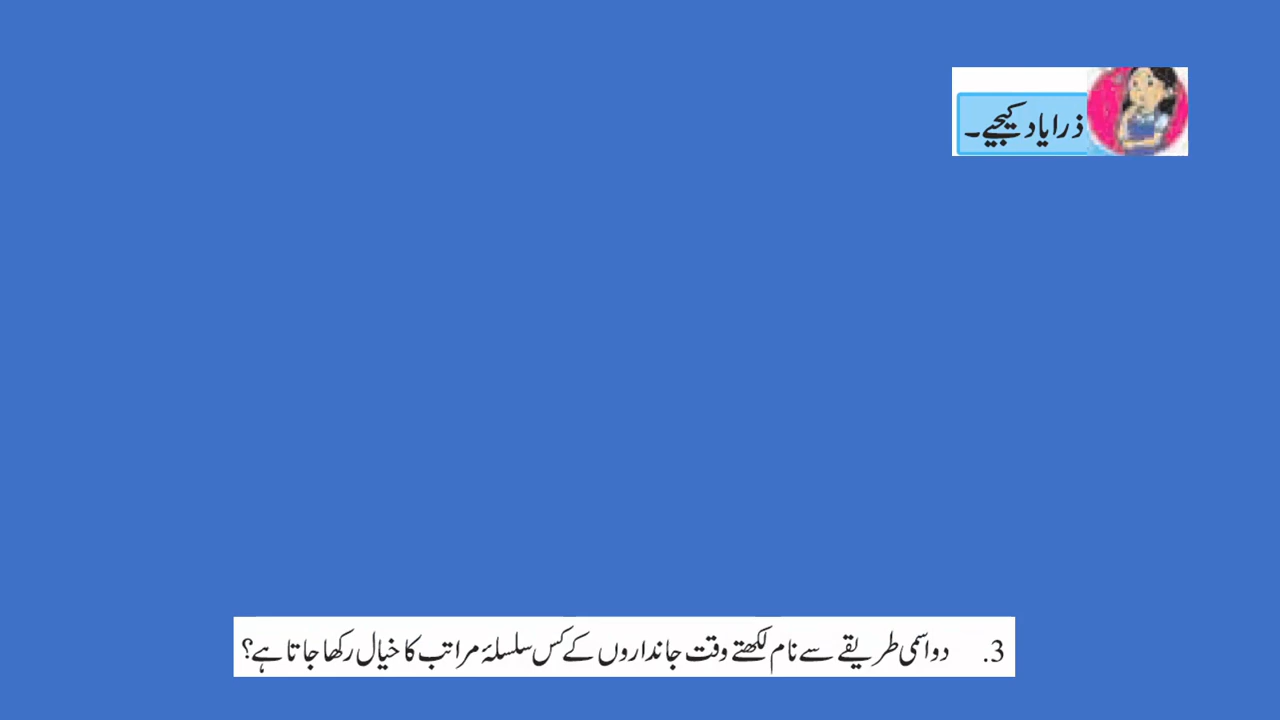 ذرا یاد کیجیے۔
3. دو اسمی طریقے سے نام لکھتے وقت جانداروں کے کس سلسلۂ مراتب کا خیال رکھا جاتا ہے؟